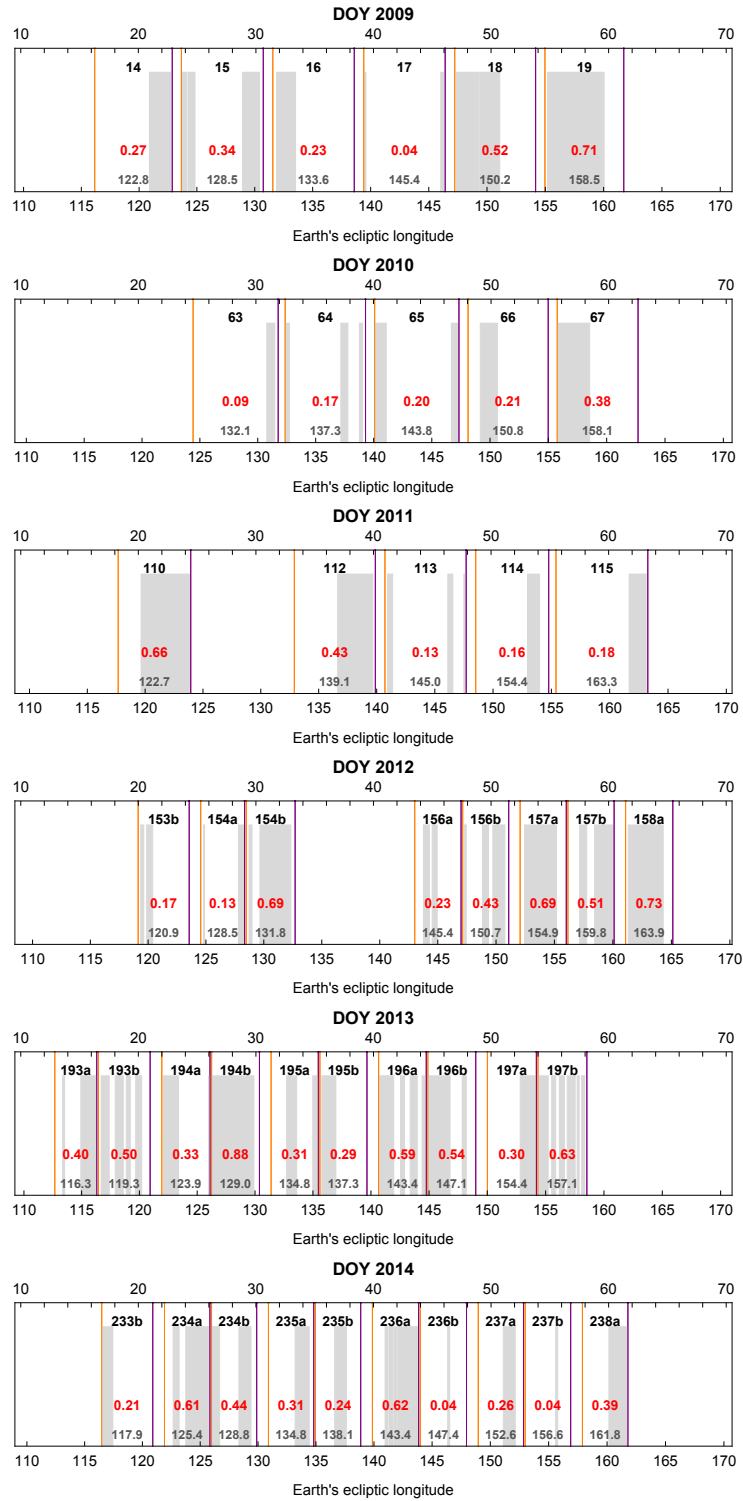 DOY 2009
10 20 30 40 50 60 70
14 15 16 17 18 19
0.27 0.34 0.23 0.04 0.52 0.71
122.8 128.5 133.6 145.4 150.2 158.5
110 115 120 125 130 135 140 145 150 155 160 165 170
Earth's ecliptic longitude
DOY 2010
10 20 30 40 50 60 70
63 64 65 66 67
0.09 0.17 0.20 0.21 0.38
132.1 137.3 143.8 150.8 158.1
110 115 120 125 130 135 140 145 150 155 160 165 170
Earth's ecliptic longitude
DOY 2011
10 20 30 40 50 60 70
110 112 113 114 115
0.66 0.43 0.13 0.16 0.18
122.7 139.1 145.0 154.4 163.3
110 115 120 125 130 135 140 145 150 155 160 165 170
Earth's ecliptic longitude
DOY 2012
10 20 30 40 50 60 70
153b 154a 154b 156a 156b 157a 157b 158a
0.17 0.13 0.69 0.23 0.43 0.69 0.51 0.73
120.9 128.5 131.8 145.4 150.7 154.9 159.8 163.9
110 115 120 125 130 135 140 145 150 155 160 165 170
Earth's ecliptic longitude
DOY 2013
10 20 30 40 50 60 70
193a 193b 194a 194b 195a 195b 196a 196b 197a 197b
0.40 0.50 0.33 0.88 0.31 0.29 0.59 0.54 0.30 0.63
116.3 119.3 123.9 129.0 134.8 137.3 143.4 147.1 154.4 157.1
110 115 120 125 130 135 140 145 150 155 160 165 170
Earth's ecliptic longitude
DOY 2014
10 20 30 40 50 60 70
233b 234a 234b 235a 235b 236a 236b 237a 237b 238a
0.21 0.61 0.44 0.31 0.24 0.62 0.04 0.26 0.04 0.39
117.9 125.4 128.8 134.8 138.1 143.4 147.4 152.6 156.6 161.8
110 115 120 125 130 135 140 145 150 155 160 165 170
Earth's ecliptic longitude